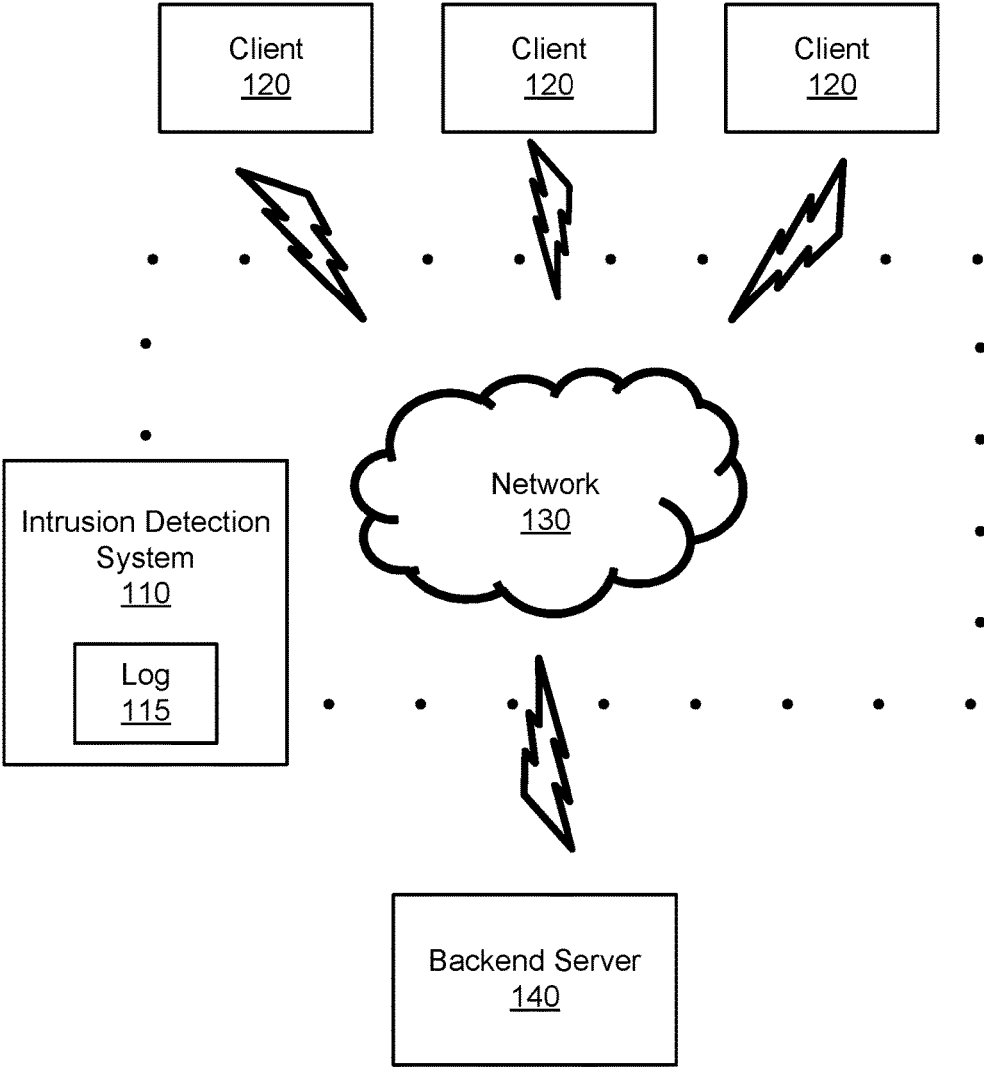 Client
120
Client
120
Client
120
Network
130
Intrusion Detection
System
110
Log
115
Backend Server
140